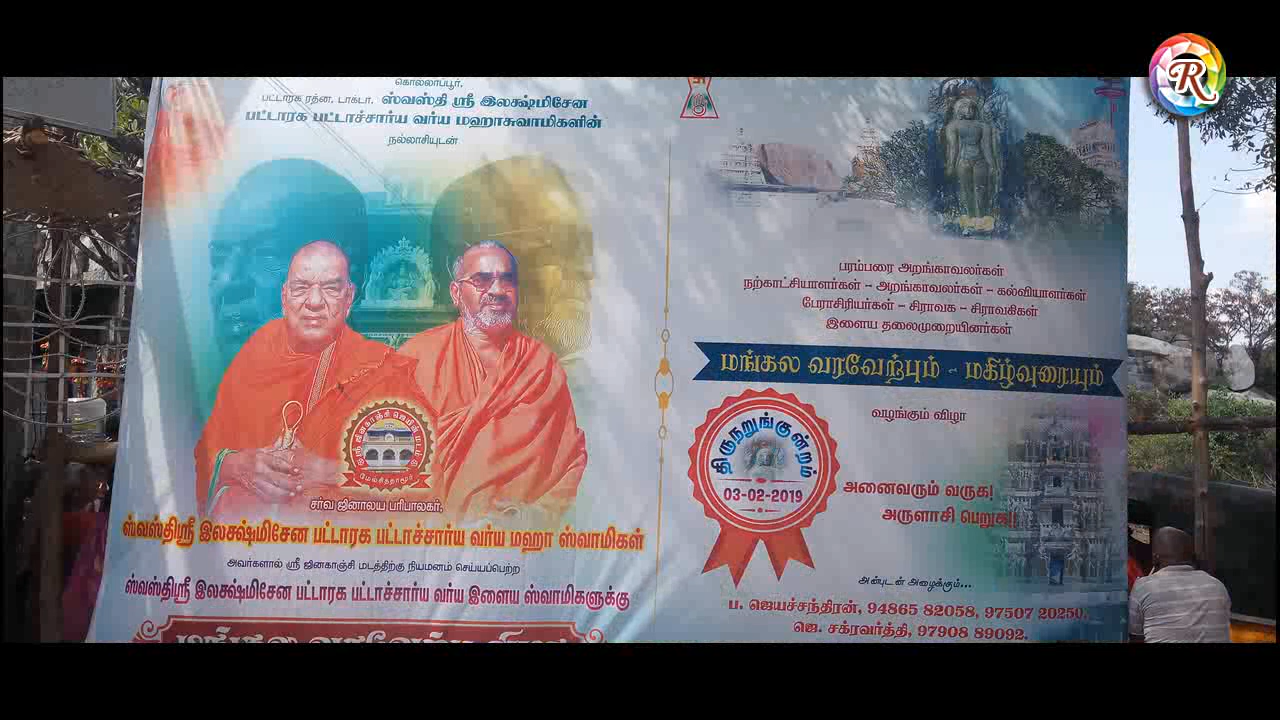 கொல்லாப்பூர்,
பட்டாரக ரத்ன, டாக்டர், ஸ்வஸ்தி ஸ்ரீ இலக்ஷ்மிசேன
பட்டாரக பட்டாச்சார்ய வர்ய மஹாசுவாமிகளின்
நல்லாசியுடன்
ஸ்ரீ ஜினகாஞ்சி ஜெயின் மடம்
மேல்சித்தாமூர்
சர்வ ஜினாலய பரிபாலகர்,
ஸ்வஸ்திஸ்ரீ இலக்ஷ்மிசேன பட்டாரக பட்டாச்சார்ய வர்ய மஹா ஸ்வாமிகள்
அவர்களால் ஸ்ரீ ஜினகாஞ்சி மடத்திற்கு நியமனம் செய்யப்பெற்ற
ஸ்வஸ்திஸ்ரீ இலக்ஷ்மிசேன பட்டாரக பட்டாச்சார்ய வர்ய இளைய ஸ்வாமிகளுக்கு
பரம்பரை அறங்காவலர்கள்
நற்காட்சியாளர்கள் - அறங்காவலர்கள் - கல்வியாளர்கள்
பேராசிரியர்கள் - சிராவக - சிராவகிகள்
இளைய தலைமுறையினர்கள்
மங்கல வரவேற்பும் - மகிழ்வுரையும்
வழங்கும் விழா
திருநறுங்குன்றம்
03-02-2019
அனைவரும் வருக!
அருளாசி பெறுக!!
அன்புடன் அழைக்கும்...
ப. ஜெயச்சந்திரன், 94865 82058, 97507 20250,
ஜெ. சக்ரவர்த்தி, 97908 89092.
R